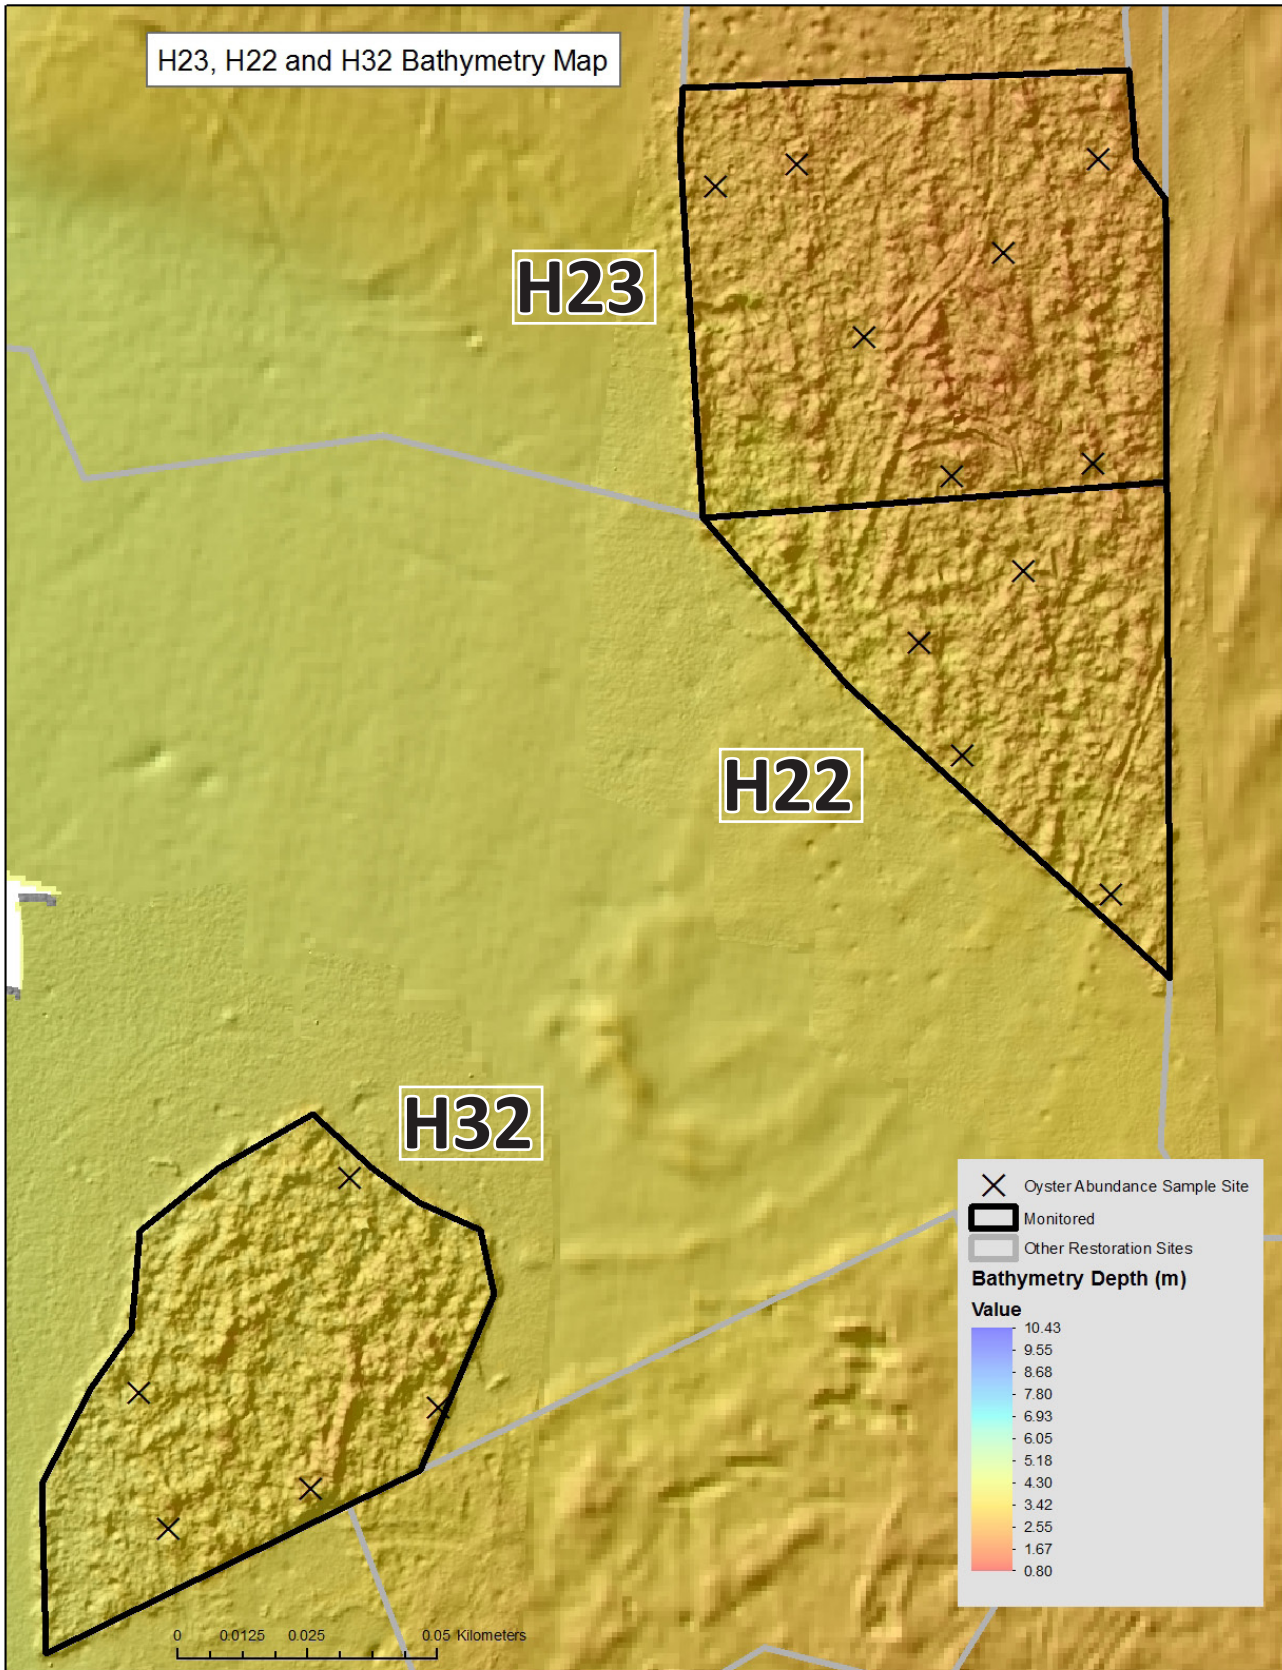 H23, H22 and H32 Bathymetry Map
H23
H22
H32
Oyster Abundance Sample Site
Monitored
Other Restoration Sites
Bathymetry Depth (m)
Value
10.43
9.55
8.68
7.80
6.93
6.05
5.18
4.30
3.42
2.55
1.67
0.80
0 0.0125 0.025 0.05 Kilometers